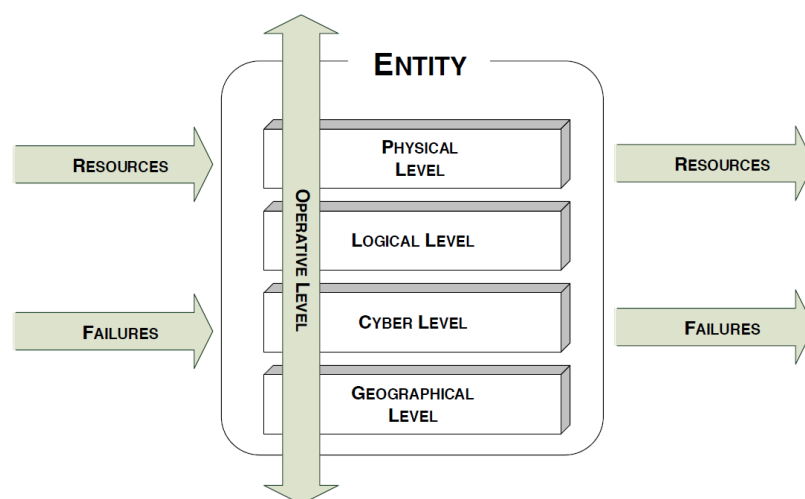 ENTITY
RESOURCES
PHYSICAL
LEVEL
RESOURCES
OPERATIVE LEVEL
LOGICAL LEVEL
FAILURES
CYBER LEVEL
FAILURES
GEOGRAPHICAL
LEVEL